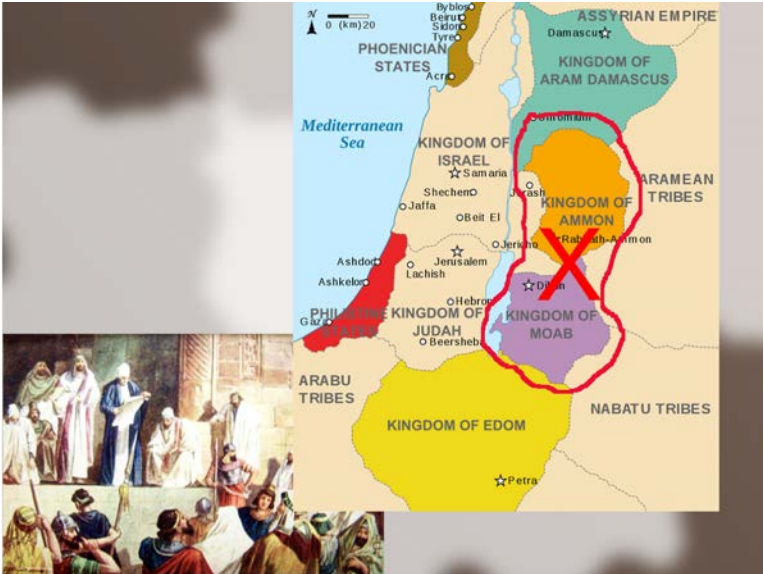 Byblos
Beirut
Sidon
Tyre
N
0 (km) 20
PHOENICIAN
STATES
Acre
ASSYRIAN EMPIRE
Damascus
KINGDOM OF
ARAM DAMASCUS
Mediterranean
Sea
KINGDOM OF
ISRAEL
Samaria
Shechem
Jaffa
Beit El
Jerash
KINGDOM OF
AMMON
ARAMEAN
TRIBES
Rabbath-Ammon
Jericho
Ashdod
Jerusalem
Lachish
Ashkelon
Dibon
X
Hebron
PHILISTINE
STATES
KINGDOM OF
JUDAH
KINGDOM OF
MOAB
Gaza
Beersheba
ARABU
TRIBES
NABATU TRIBES
KINGDOM OF EDOM
Petra